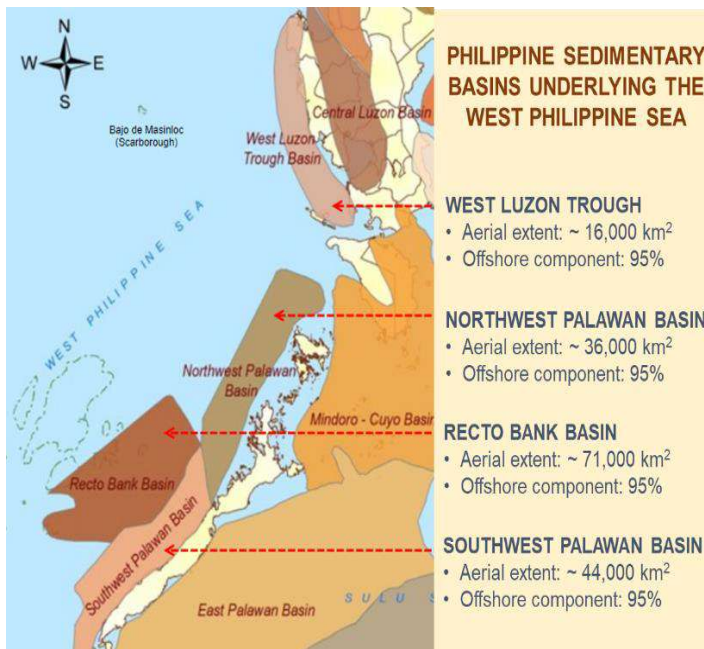 N
W E
S
Bajo de Masinloc
(Scarborough)
WEST PHILIPPINE SEA
West Luzon
Trough Basin
Central Luzon Basin
Northwest Palawan
Basin
Mindoro - Cuyo Basin
Recto Bank Basin
Southwest Palawan Basin
East Palawan Basin
SULU S
PHILIPPINE SEDIMENTARY
BASINS UNDERLYING THE
WEST PHILIPPINE SEA
WEST LUZON TROUGH
• Aerial extent: ~ 16,000 km²
• Offshore component: 95%
NORTHWEST PALAWAN BASIN
• Aerial extent: ~ 36,000 km²
• Offshore component: 95%
RECTO BANK BASIN
• Aerial extent: ~ 71,000 km²
• Offshore component: 95%
SOUTHWEST PALAWAN BASIN
• Aerial extent: ~ 44,000 km²
• Offshore component: 95%